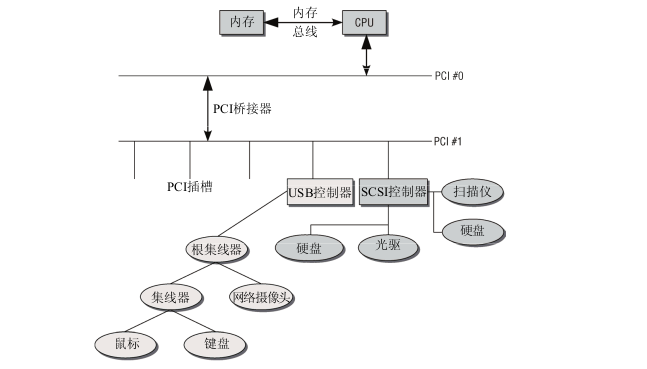 内存
内存
总线
CPU
PCI #0
PCI桥接器
PCI #1
PCI插槽
USB控制器
SCSI控制器
扫描仪
硬盘
根集线器
硬盘
光驱
集线器
网络摄像头
鼠标
键盘